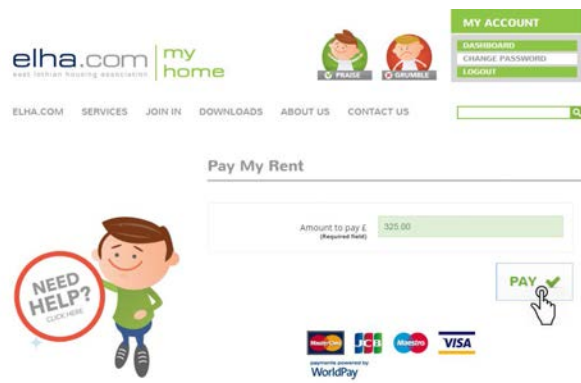 MY ACCOUNT
DASHBOARD
CHANGE PASSWORD
LOGOUT
elha.com my home
east lothian housing association
PRAISE GRUMBLE
ELHA.COM SERVICES JOIN IN DOWNLOADS ABOUT US CONTACT US
Pay My Rent
Amount to pay £ 325.00
(Required field)
PAY
NEED
HELP?
CLICK HERE
MasterCard JCB Maestro VISA
payments powered by
WorldPay